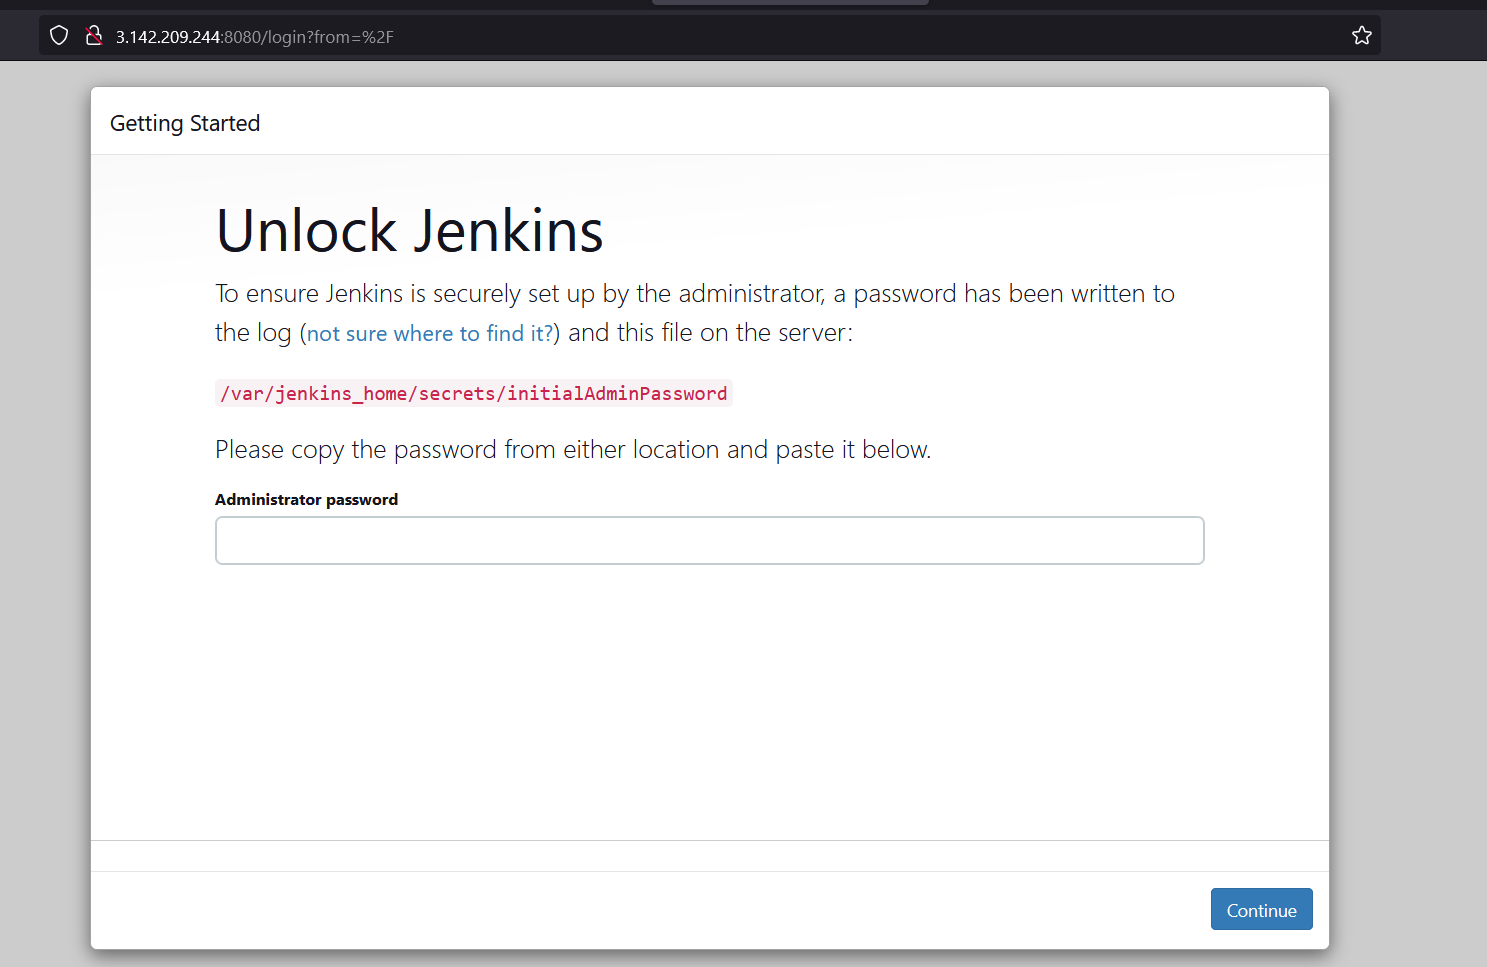 3.142.209.244:8080/login?from=%2F
Getting Started
Unlock Jenkins
To ensure Jenkins is securely set up by the administrator, a password has been written to
the log (not sure where to find it?) and this file on the server:
/var/jenkins_home/secrets/initialAdminPassword
Please copy the password from either location and paste it below.
Administrator password
Continue